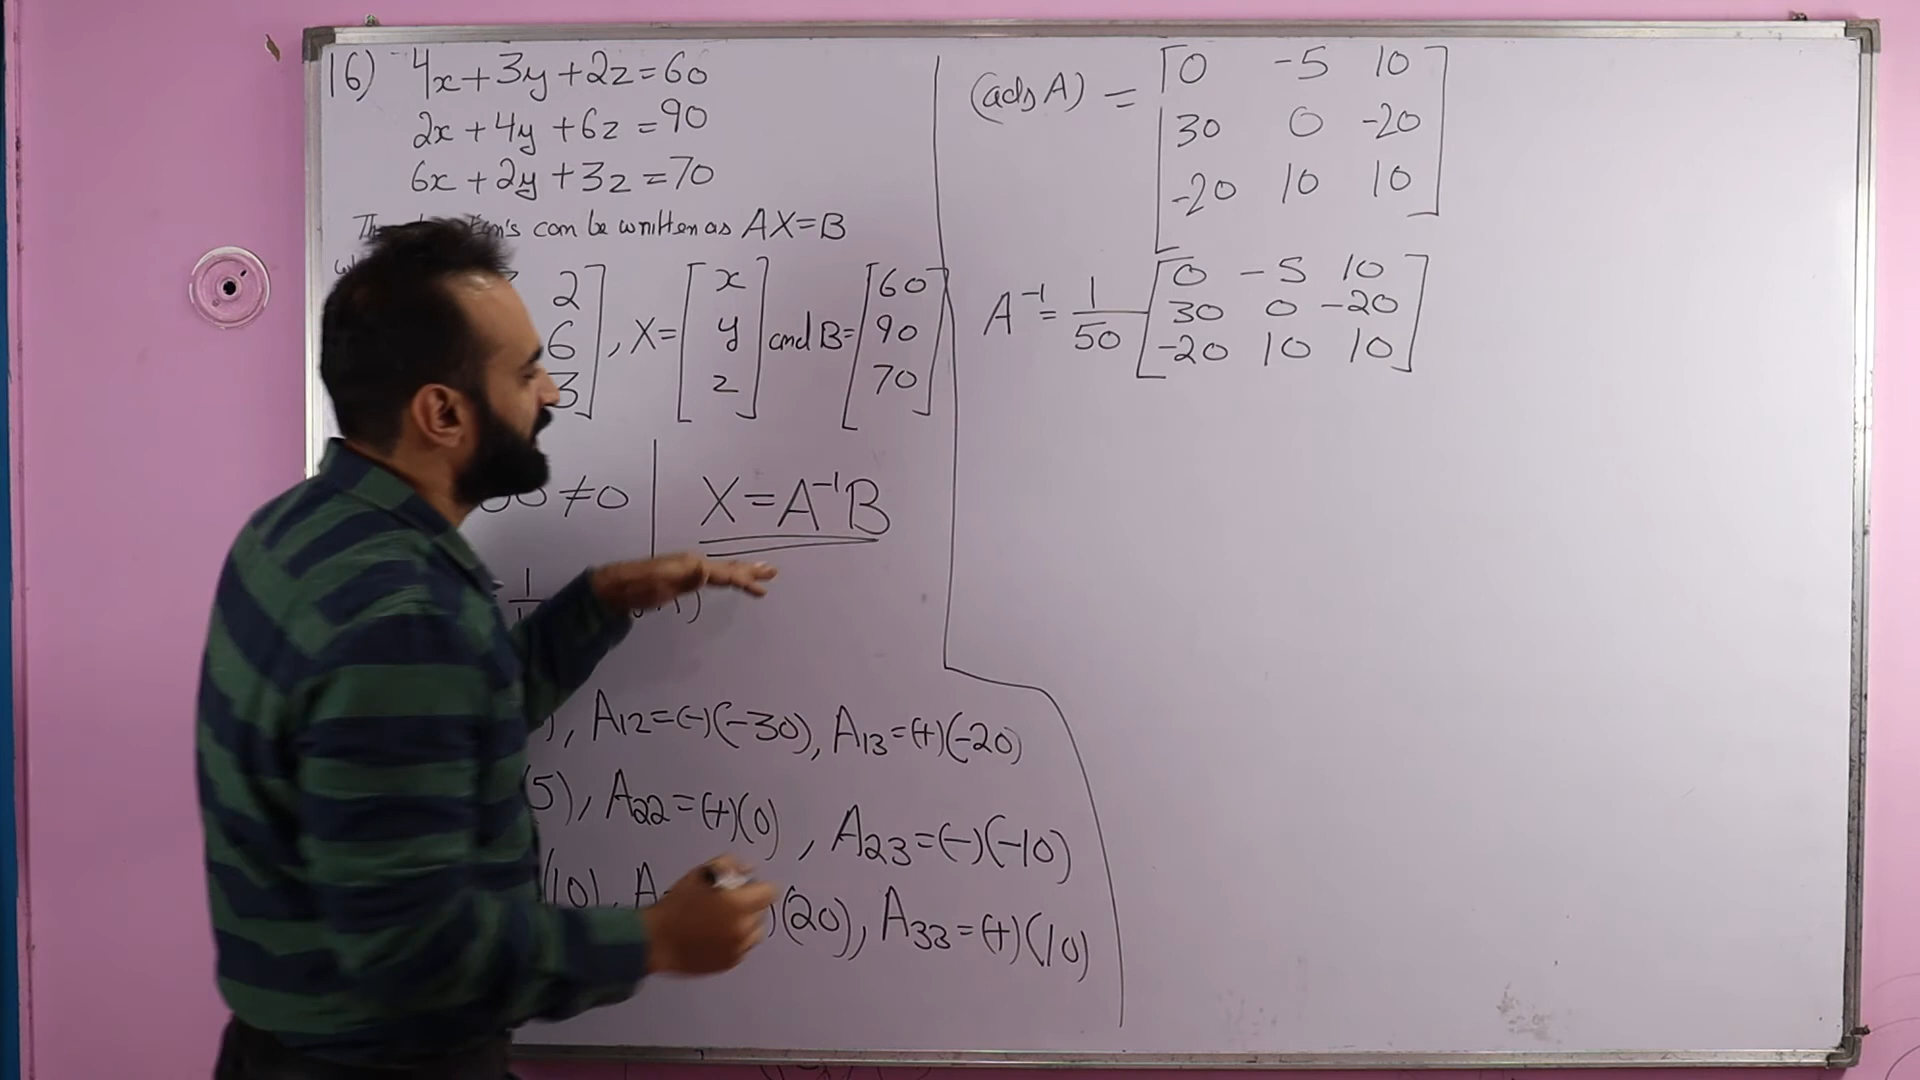 16) 4x+3y+2z=60
2x+4y+6z=90
6x+2y+3z=70
can be written as AX=B
2
6
3
, X=
x
y
z
and B=
60
90
70
≠0
X=A⁻¹B
1
, A12=(-)(-30), A13=(+)(-20)
(5), A22=(+)(0) , A23=(-)(-10)
(10), A
)(20), A33=(+)(10)
(adj A) =
0 -5 10
30 0 -20
-20 10 10
A⁻¹= 1/50
0 -5 10
30 0 -20
-20 10 10